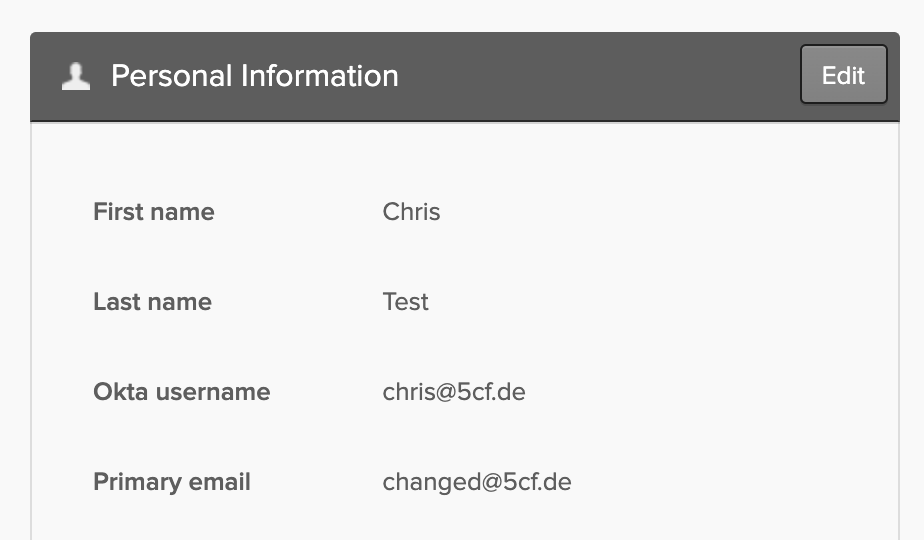 Personal Information
Edit
First name Chris
Last name Test
Okta username chris@5cf.de
Primary email changed@5cf.de